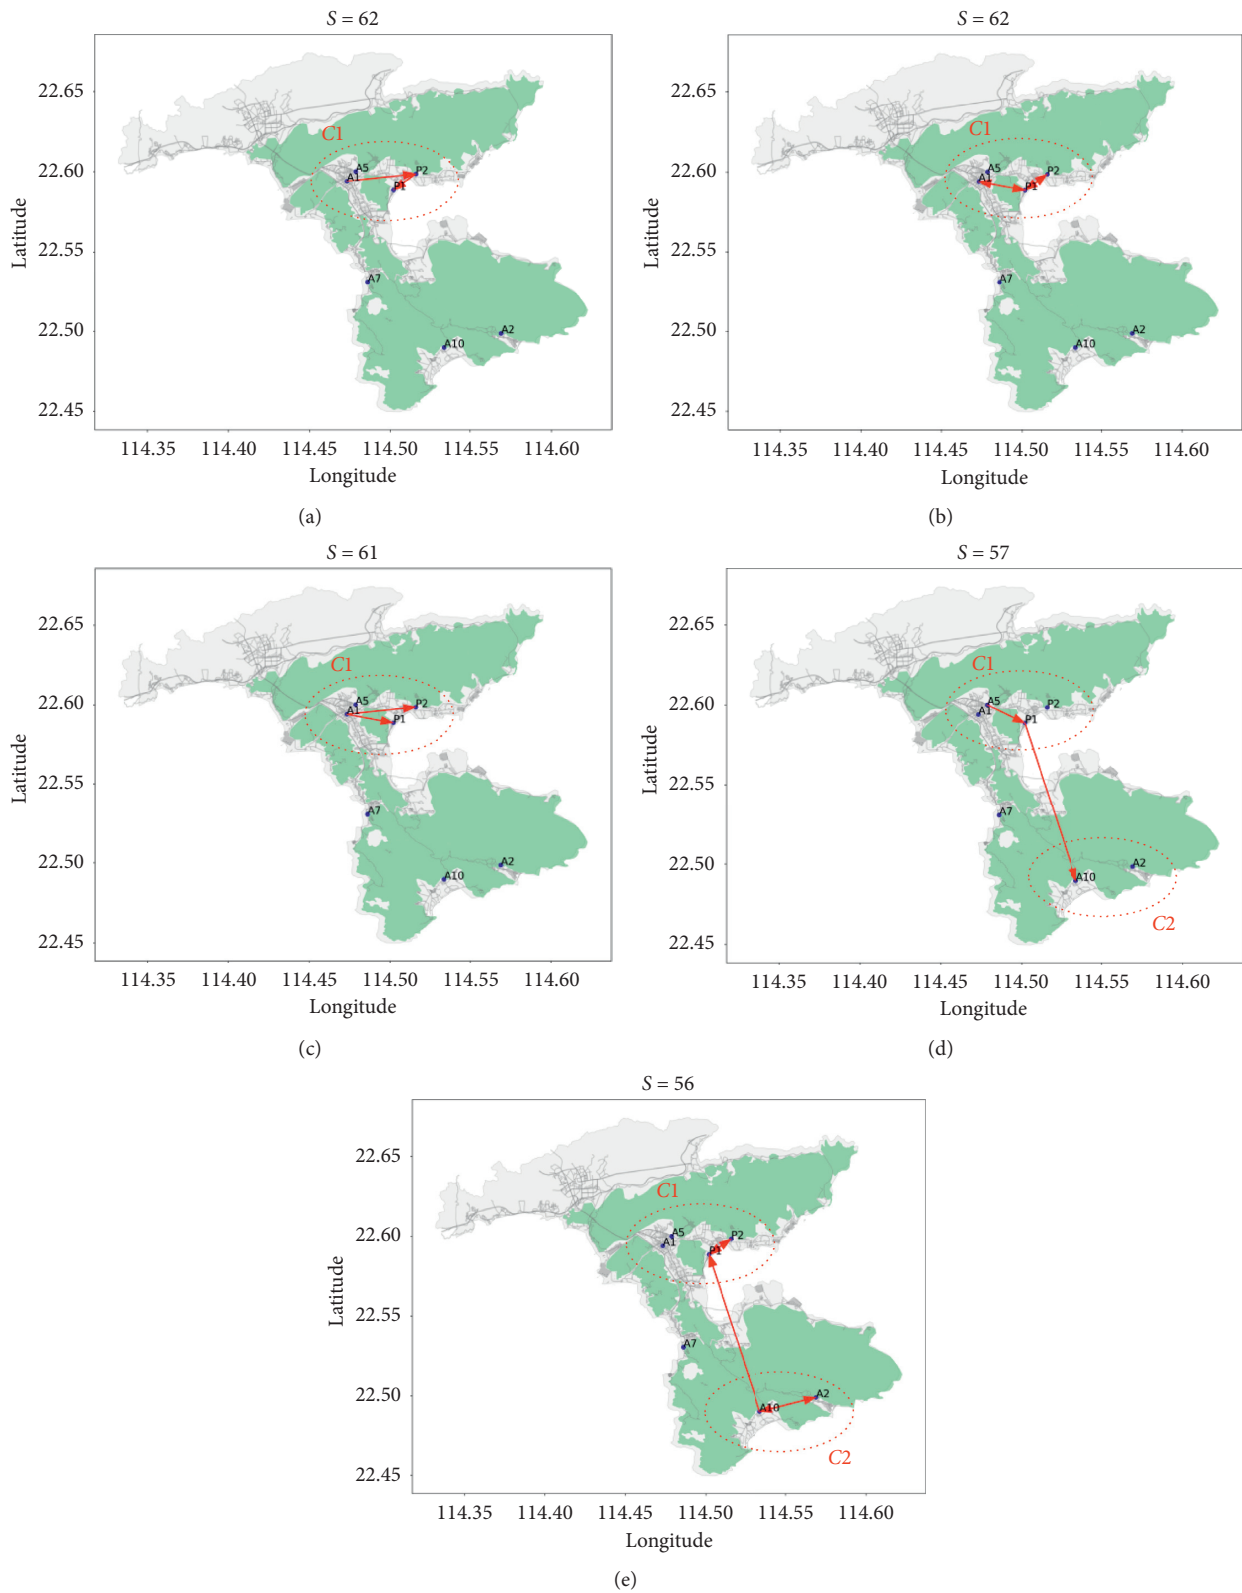 S = 62
Latitude
22.65
22.60
22.55
22.50
22.45
C1
A5
A1
P2
P1
A7
A2
A10
114.35 114.40 114.45 114.50 114.55 114.60
Longitude
(a)
S = 62
Latitude
22.65
22.60
22.55
22.50
22.45
C1
A5
A1
P2
P1
A7
A2
A10
114.35 114.40 114.45 114.50 114.55 114.60
Longitude
(b)
S = 61
Latitude
22.65
22.60
22.55
22.50
22.45
C1
A5
A1
P2
P1
A7
A2
A10
114.35 114.40 114.45 114.50 114.55 114.60
Longitude
(c)
S = 57
Latitude
22.65
22.60
22.55
22.50
22.45
C1
A5
A1
P2
P1
A7
A2
A10
C2
114.35 114.40 114.45 114.50 114.55 114.60
Longitude
(d)
S = 56
Latitude
22.65
22.60
22.55
22.50
22.45
C1
A5
A1
P2
P1
A7
A2
A10
C2
114.35 114.40 114.45 114.50 114.55 114.60
Longitude
(e)